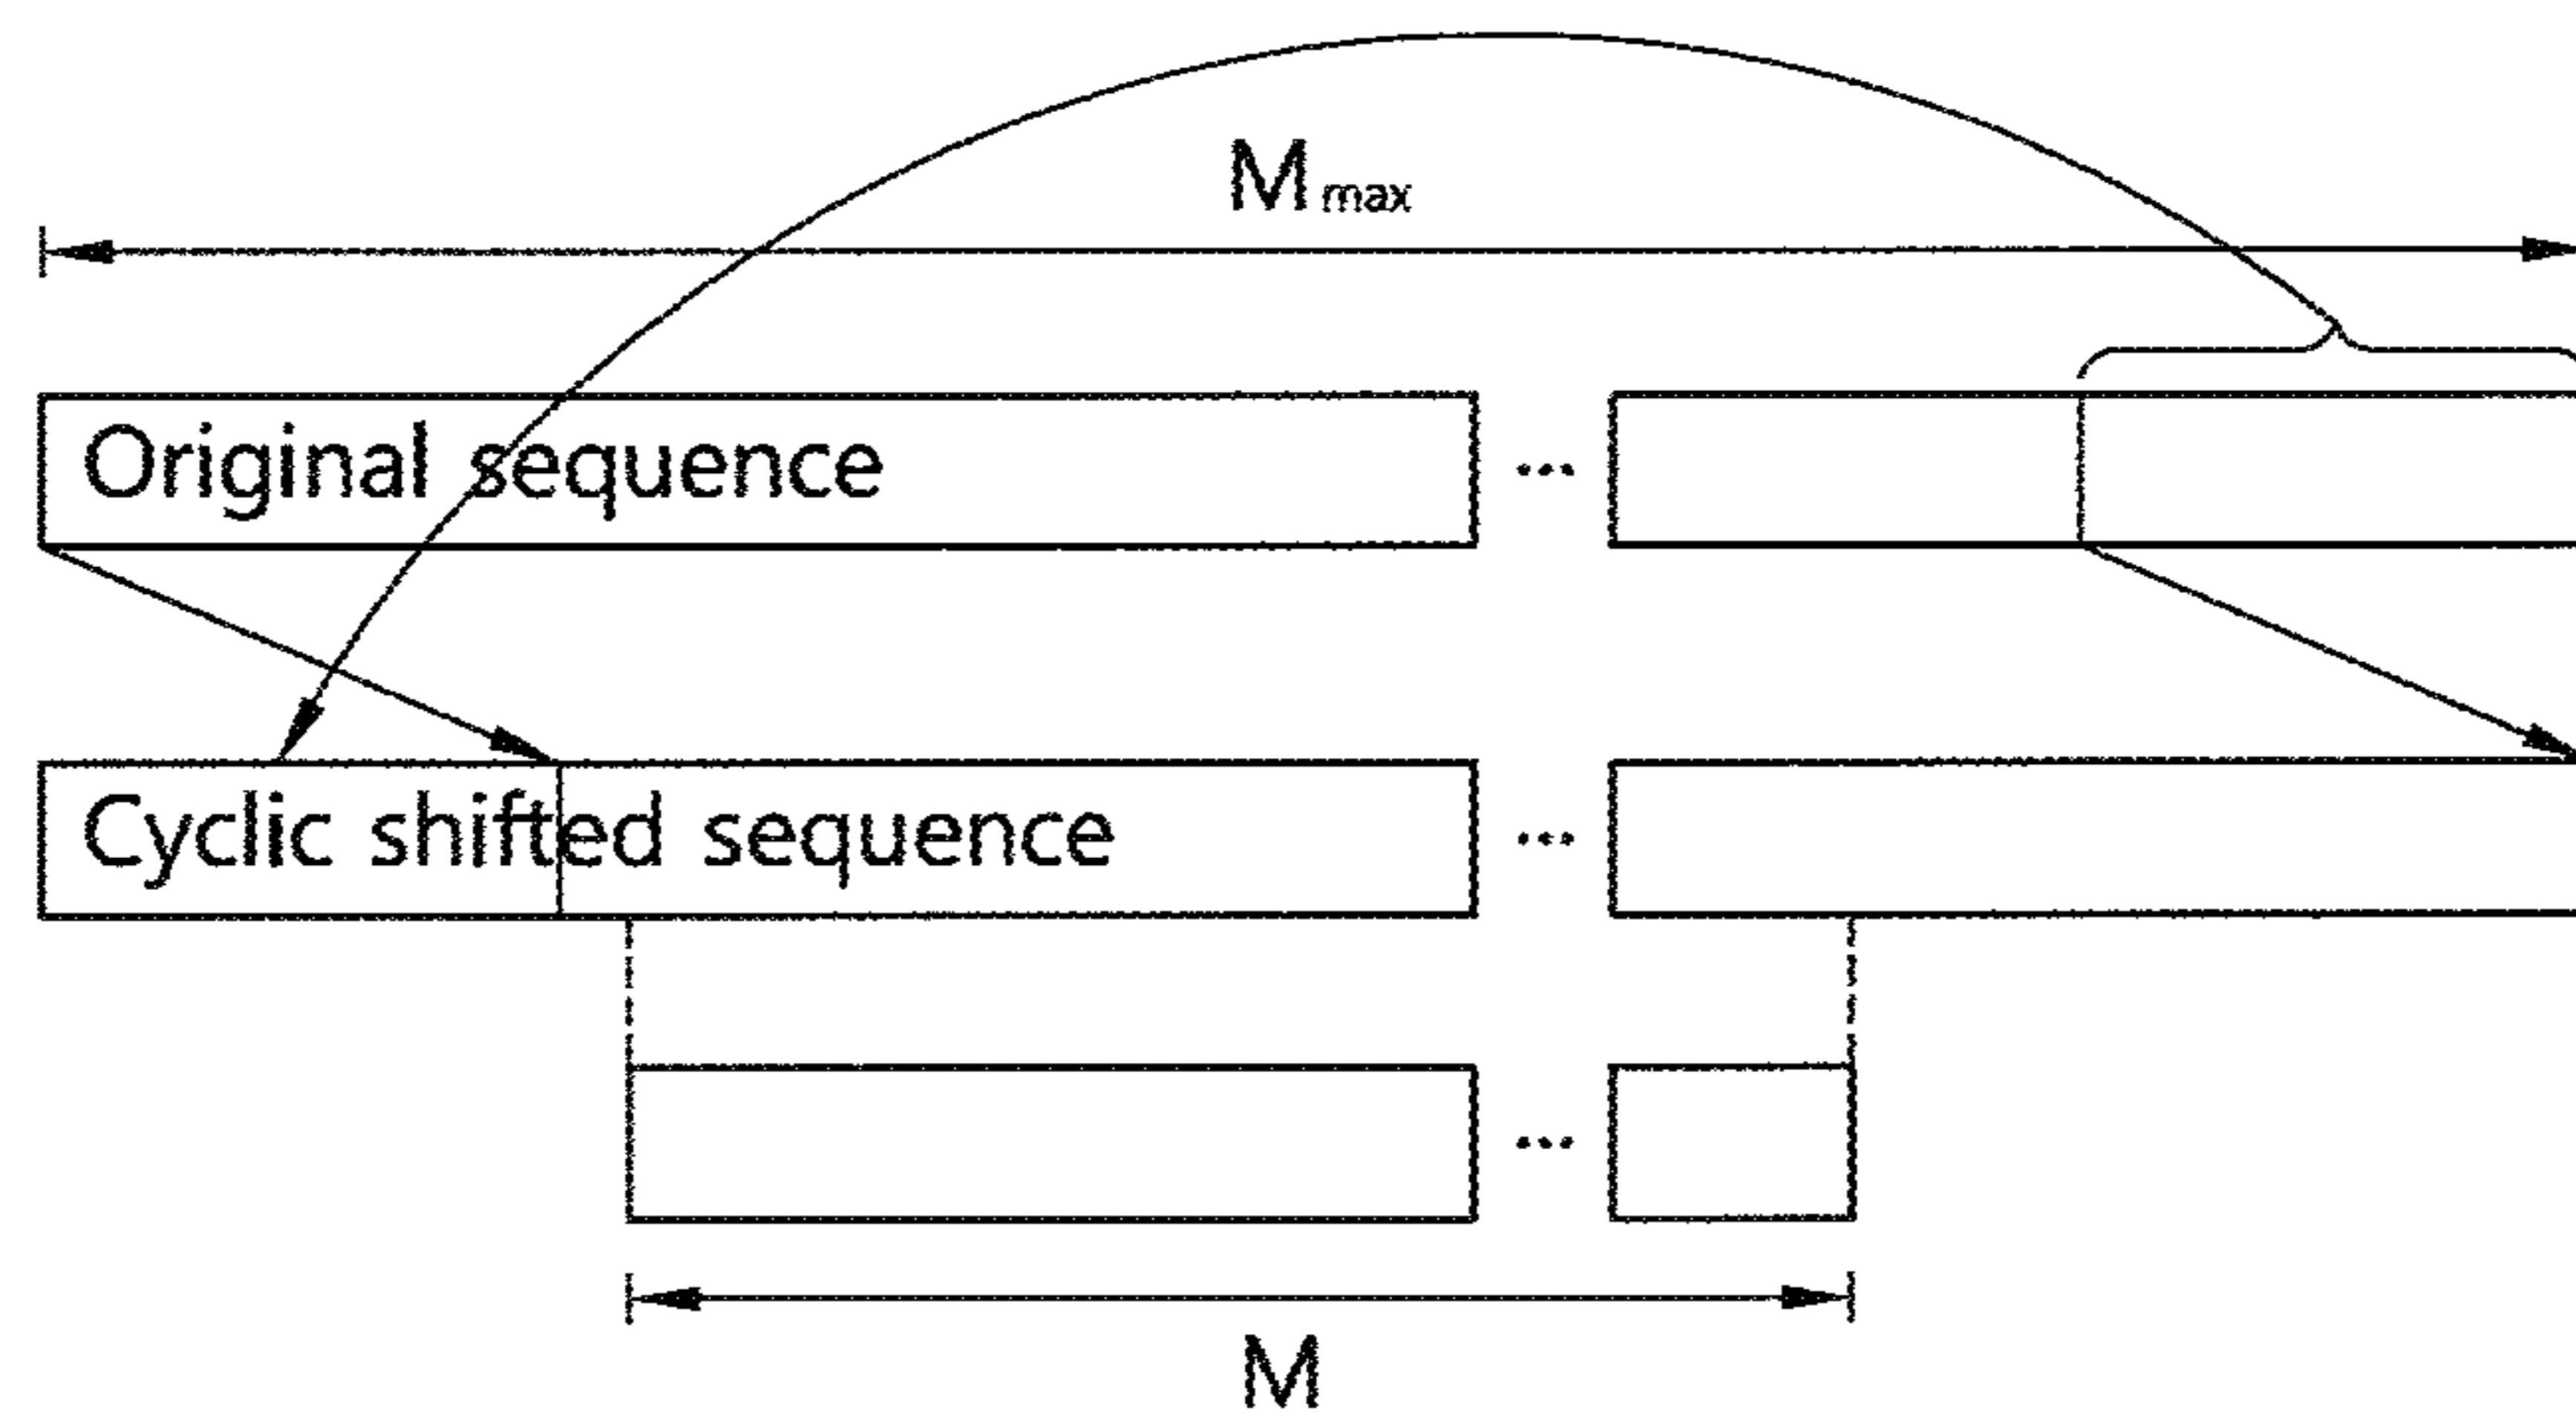 Mmax
Original sequence ...
Cyclic shifted sequence ...
...
M